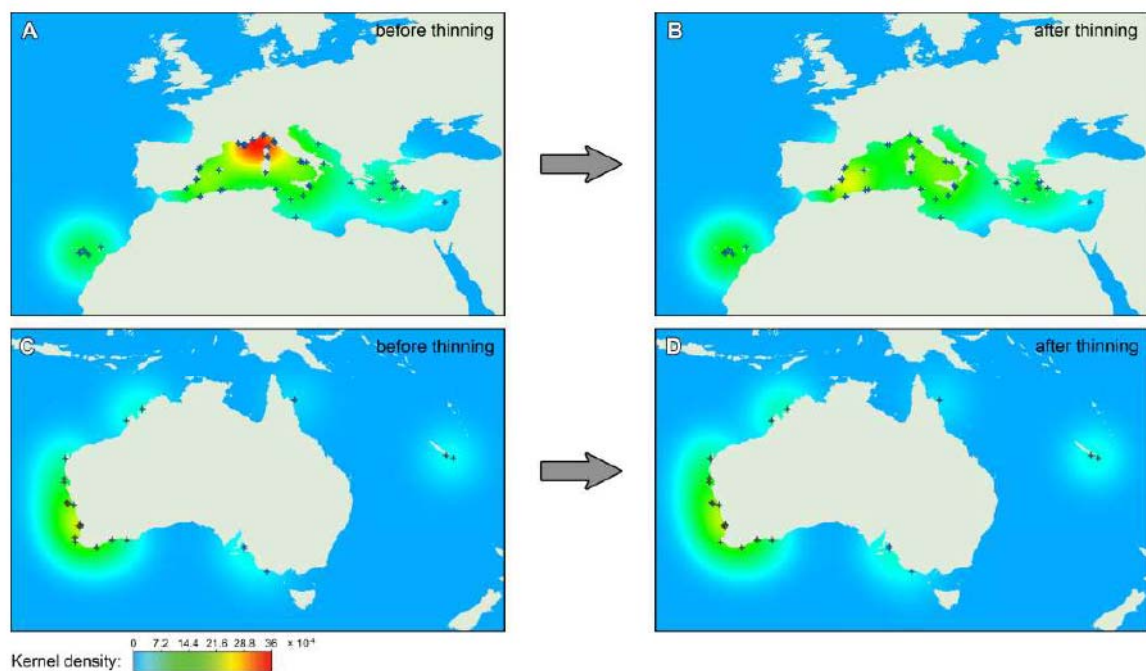 A before thinning
B after thinning
C before thinning
D after thinning
0 7.2 14.4 21.6 28.8 36 x 10⁻⁴
Kernel density: